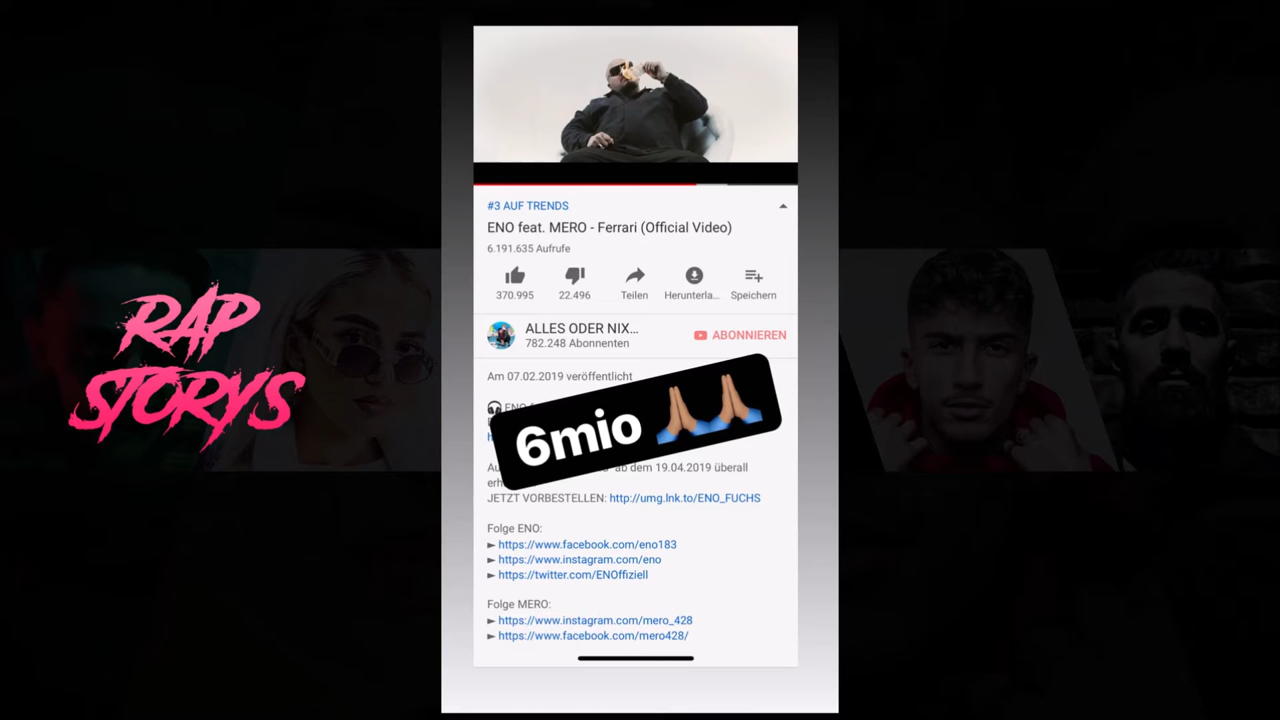 RAP
STORYS
#3 AUF TRENDS
ENO feat. MERO - Ferrari (Official Video)
6.191.635 Aufrufe
370.995 22.496 Teilen Herunterla... Speichern
ALLES ODER NIX... ABONNIEREN
782.248 Abonnenten
Am 07.02.2019 veröffentlicht
ENO
6mio 🙏🏽🙏🏽
ab dem 19.04.2019 überall
JETZT VORBESTELLEN: http://umg.lnk.to/ENO_FUCHS
Folge ENO:
► https://www.facebook.com/eno183
► https://www.instagram.com/eno
► https://twitter.com/ENOffiziell
Folge MERO:
► https://www.instagram.com/mero_428
► https://www.facebook.com/mero428/